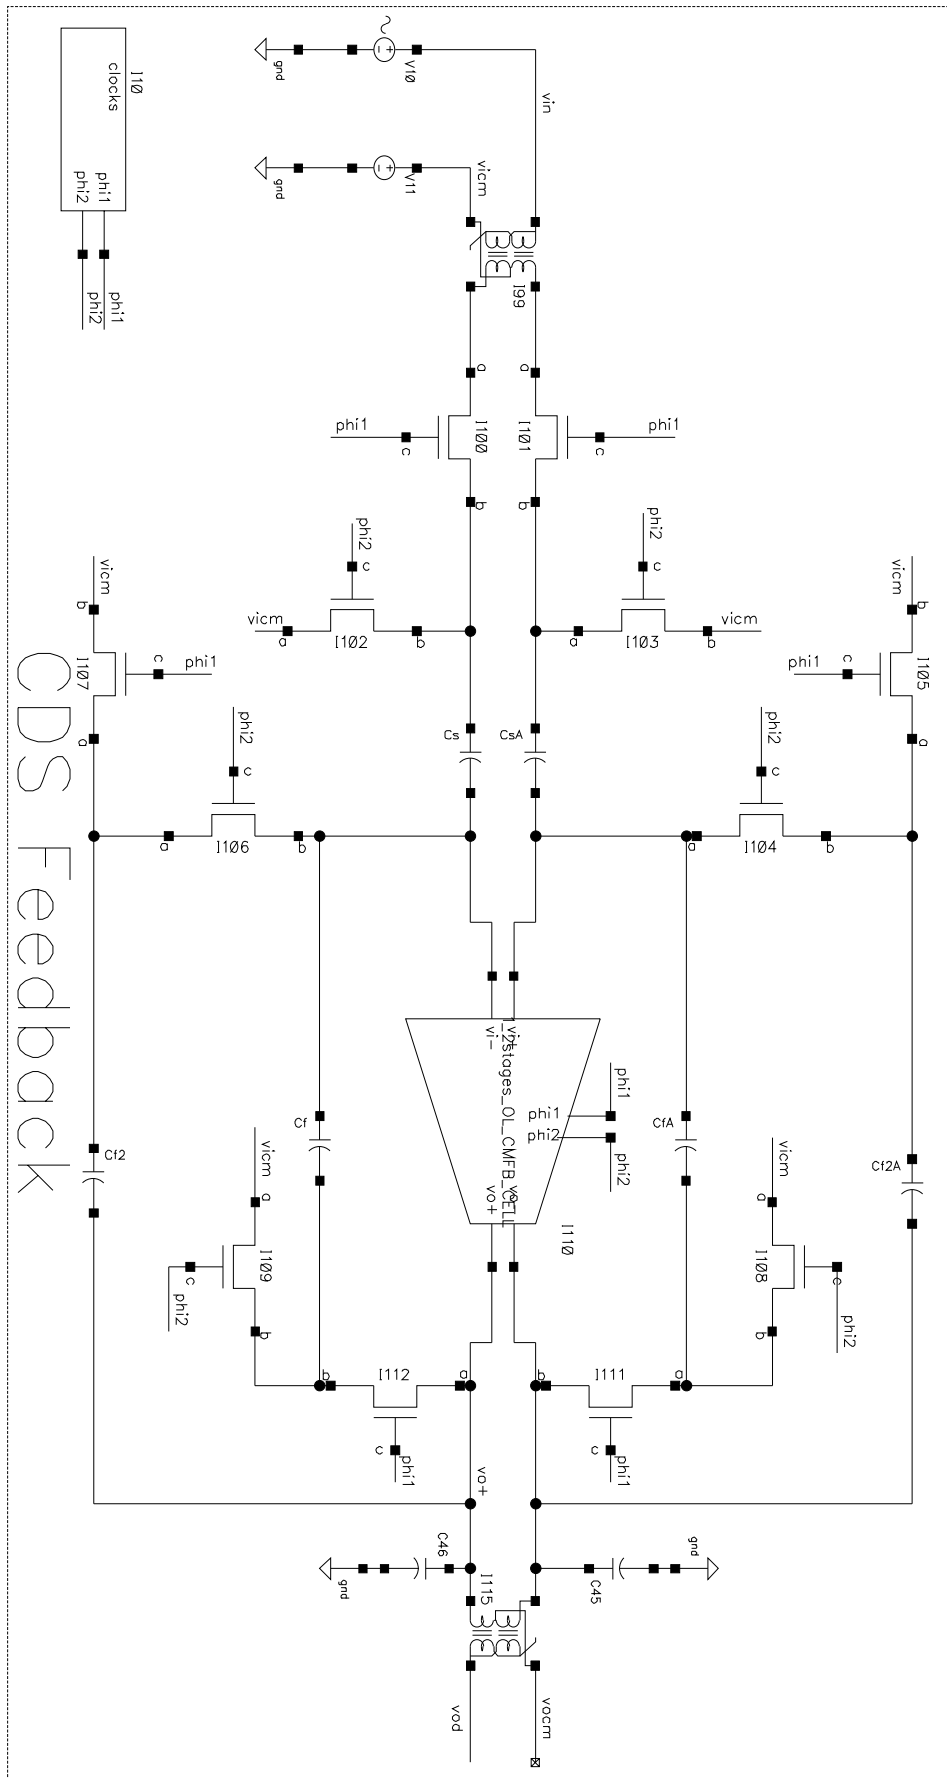 CDS Feedback
I10
clocks
phi1
phi2
phi1
phi2
V10
gnd
vin
V11
gnd
vicm
I99
a
a
phi1
c
I100
I101
c
phi1
b
b
phi2
c
vicm
a
I102
b
phi2
c
a
I103
b
vicm
vicm
b
I107
c
phi1
a
vicm
b
I105
c
phi1
a
Cs
CsA
phi2
c
a
I106
b
phi2
c
a
I104
b
vi-
1_2stages_OL_CMFB_CELL
phi1
phi2
phi1
phi2
vo+
I110
Cf
CfA
Cf2
Cf2A
vicm
a
I109
c
phi2
b
vicm
a
I108
c
phi2
b
b
I112
a
c
phi1
b
I111
a
c
phi1
vo+
C46
gnd
C45
gnd
I115
vod
vocm